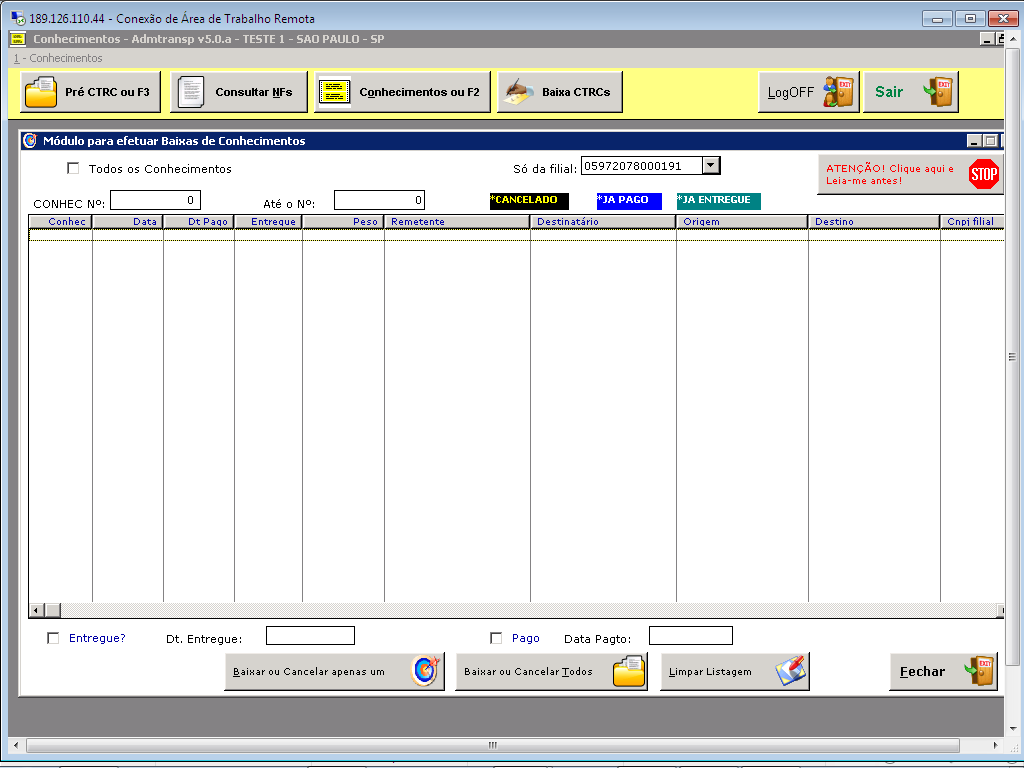 189.126.110.44 - Conexão de Área de Trabalho Remota
Conhecimentos - Admtransp v5.0.a - TESTE 1 - SAO PAULO - SP
1 - Conhecimentos
Pré CTRC ou F3
Consultar NFs
Conhecimentos ou F2
Baixa CTRCs
LogOFF
EXIT
Sair
EXIT
Módulo para efetuar Baixas de Conhecimentos
Todos os Conhecimentos
Só da filial:
05972078000191
ATENÇÃO! Clique aqui e
Leia-me antes!
STOP
CONHEC Nº:
0
Até o Nº:
0
*CANCELADO
*JA PAGO
*JA ENTREGUE
Conhec
Data
Dt Pago
Entregue
Peso
Remetente
Destinatário
Origem
Destino
Cnpj filial
Entregue?
Dt. Entregue:
Pago
Data Pagto:
Baixar ou Cancelar apenas um
Baixar ou Cancelar Todos
Limpar Listagem
Fechar
EXIT